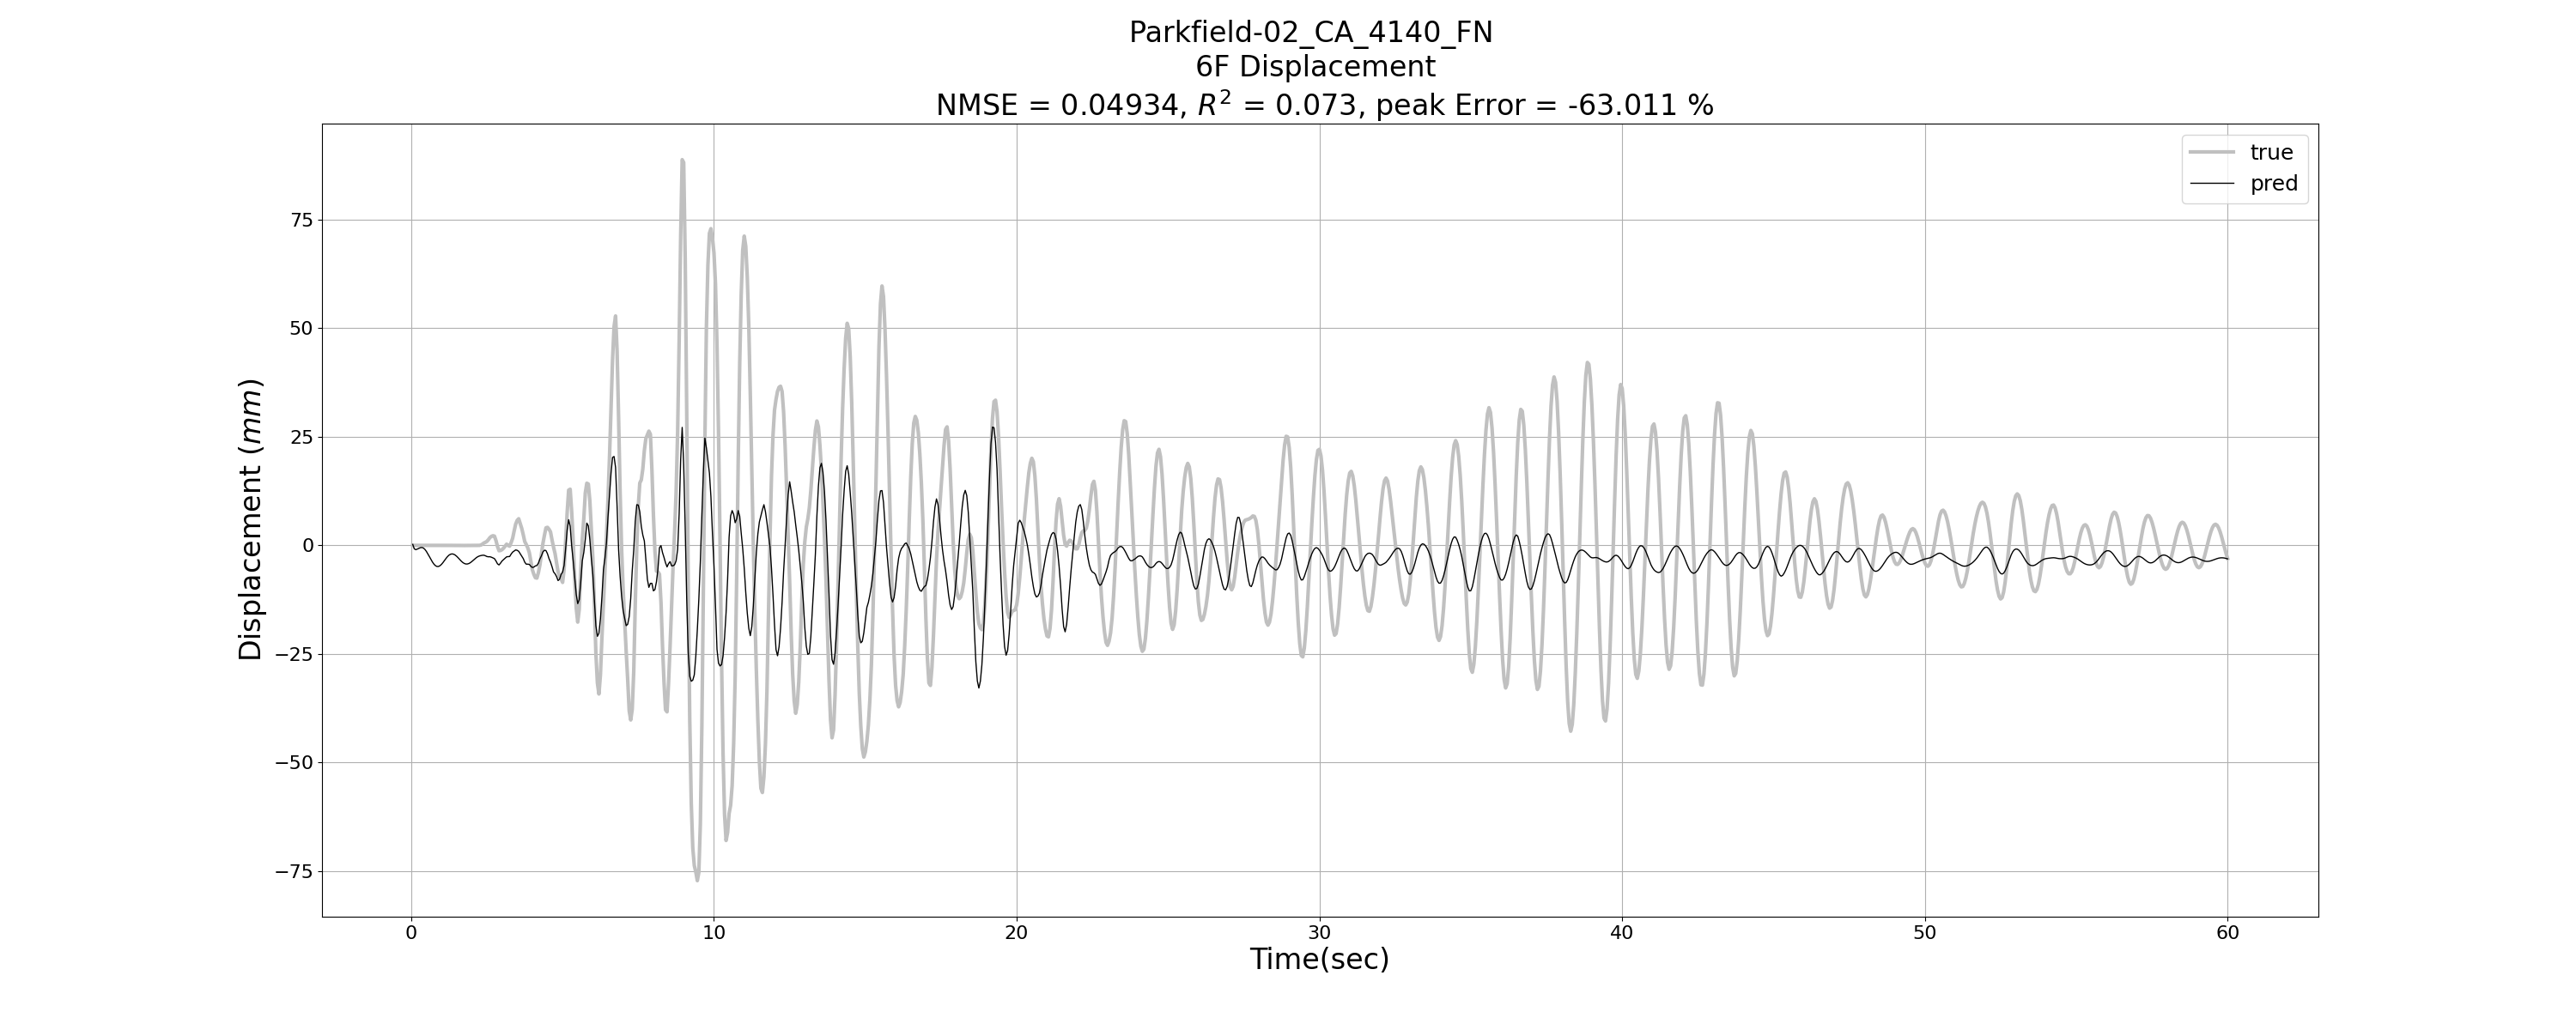 Parkfield-02_CA_4140_FN
6F Displacement
NMSE = 0.04934, R² = 0.073, peak Error = -63.011 %
true
pred
75
50
25
0
−25
−50
−75
Displacement (mm)
0 10 20 30 40 50 60
Time(sec)